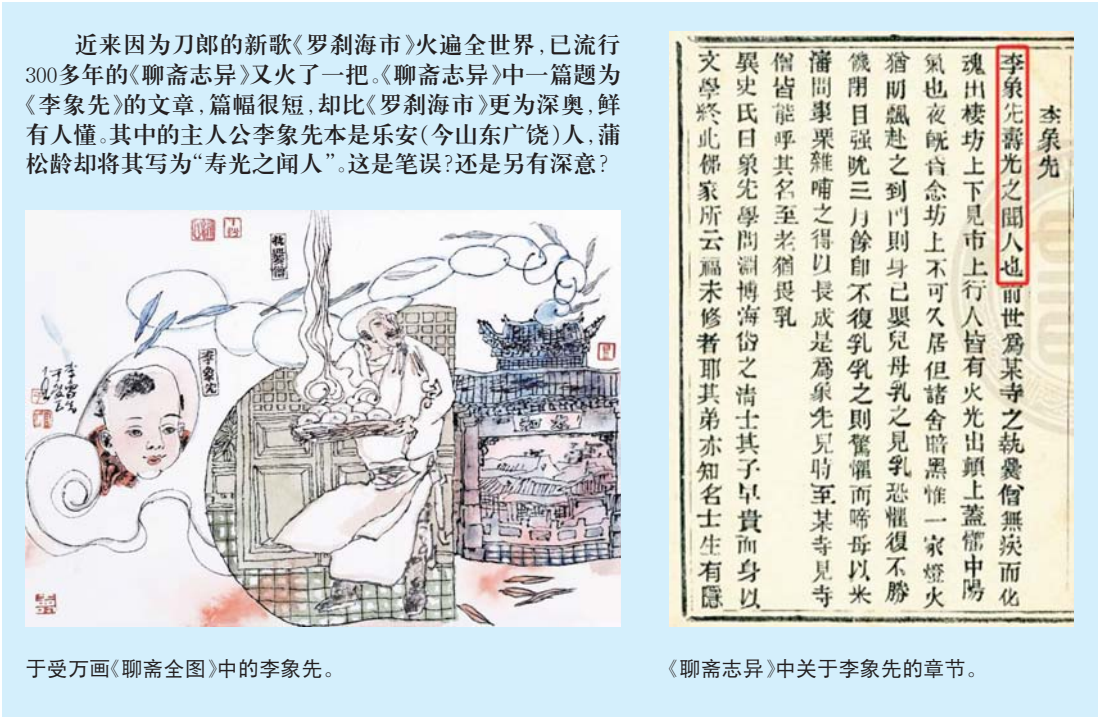 近来因为刀郎的新歌《罗刹海市》火遍全世界，已流行
300多年的《聊斋志异》又火了一把。《聊斋志异》中一篇题为
《李象先》的文章，篇幅很短，却比《罗刹海市》更为深奥，鲜
有人懂。其中的主人公李象先本是乐安（今山东广饶）人，蒲
松龄却将其写为“寿光之闻人”。这是笔误？还是另有深意？
李象先
于受万画《聊斋全图》中的李象先。
李象先
李象先壽光之聞人也前世爲某寺之執爨僧無疾而化
魂出棲坊上下見市上行人皆有火光出顛上蓋體中陽
氣也夜既昏念坊上不可久居但諸舍暗黑惟一家燈火
猶明飄赴之到門則身已嬰兒母乳之見乳恐懼復不勝
饑閉目强吮三月餘卽不復乳乳之則驚懼而啼母以米
瀋間棗栗雜哺之得以長成是爲象先兒時至某寺見寺
僧皆能呼其名至老猶畏乳
異史氏曰象先學問淵博海岱之清士其子早貴而身以
文學終此佛家所云福未修者耶其弟亦知名士生有隱
《聊斋志异》中关于李象先的章节。